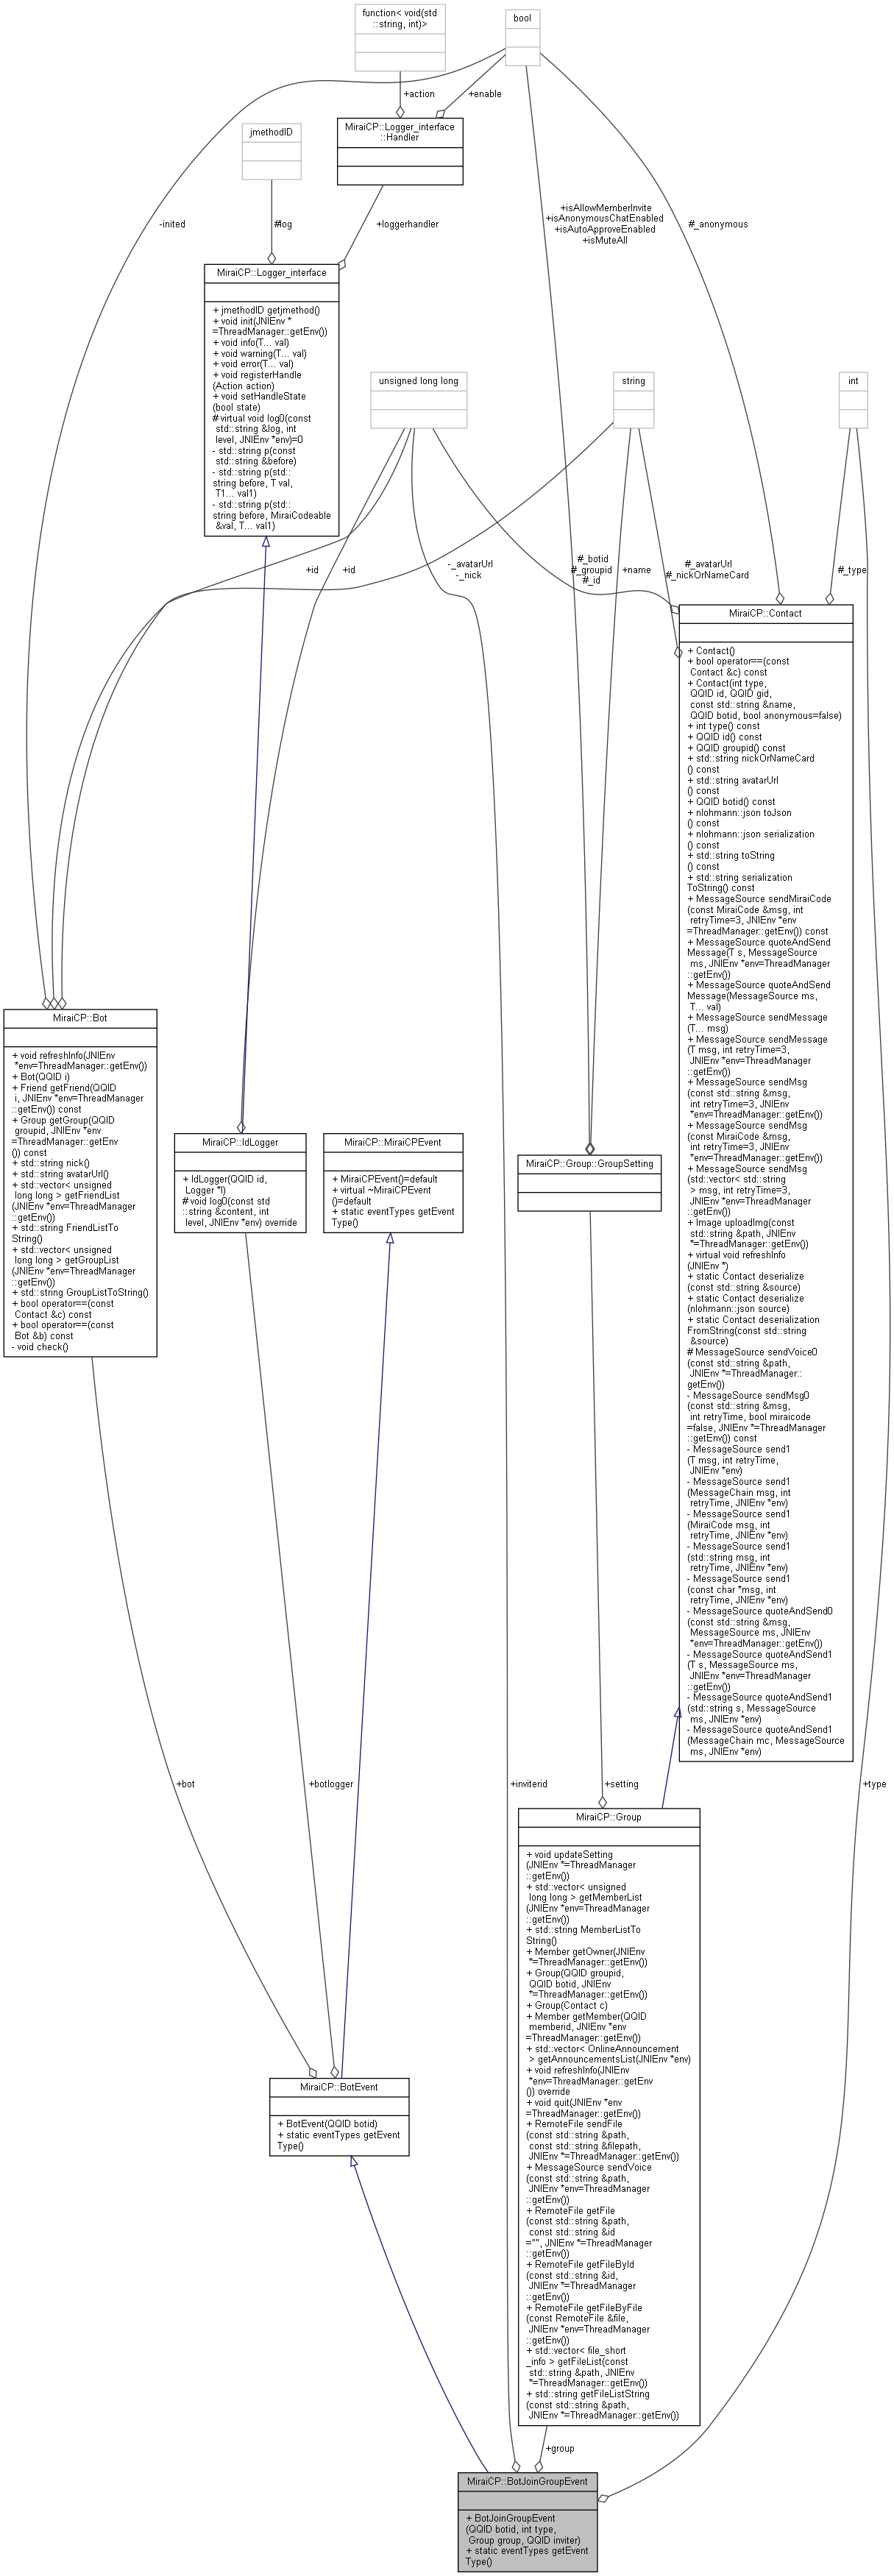 function< void(std
::string, int)>
bool
+action
+enable
jmethodID
MiraiCP::Logger_interface
::Handler
-inited
#log
+loggerhandler
+isAllowMemberInvite
+isAnonymousChatEnabled
+isAutoApproveEnabled
+isMuteAll
#_anonymous
MiraiCP::Logger_interface
+ jmethodID getjmethod()
+ void init(JNIEnv *
=ThreadManager::getEnv())
+ void info(T... val)
+ void warning(T... val)
+ void error(T... val)
+ void registerHandle
(Action action)
+ void setHandleState
(bool state)
# virtual void log0(const
std::string &log, int
level, JNIEnv *env)=0
- std::string p(const
std::string &before)
- std::string p(std::
string before, T val,
T1... val1)
- std::string p(std::
string before, MiraiCodeable
&val, T... val1)
unsigned long long
string
int
+id
+id
-_avatarUrl
-_nick
#_botid
#_groupid
#_id
+name
#_avatarUrl
#_nickOrNameCard
#_type
MiraiCP::Contact
+ Contact()
+ bool operator==(const
Contact &c) const
+ Contact(int type,
QQID id, QQID gid,
const std::string &name,
QQID botid, bool anonymous=false)
+ int type() const
+ QQID id() const
+ QQID groupid() const
+ std::string nickOrNameCard
() const
+ std::string avatarUrl
() const
+ QQID botid() const
+ nlohmann::json toJson
() const
+ nlohmann::json serialization
() const
+ std::string toString
() const
+ std::string serialization
ToString() const
+ MessageSource sendMiraiCode
(const MiraiCode &msg, int
retryTime=3, JNIEnv *env
=ThreadManager::getEnv()) const
+ MessageSource quoteAndSend
Message(T s, MessageSource
ms, JNIEnv *env=ThreadManager
::getEnv())
+ MessageSource quoteAndSend
Message(MessageSource ms,
T... val)
+ MessageSource sendMessage
(T... msg)
+ MessageSource sendMessage
(T msg, int retryTime=3,
JNIEnv *env=ThreadManager
::getEnv())
+ MessageSource sendMsg
(const std::string &msg,
int retryTime=3, JNIEnv
*env=ThreadManager::getEnv())
+ MessageSource sendMsg
(const MiraiCode &msg,
int retryTime=3, JNIEnv
*env=ThreadManager::getEnv())
+ MessageSource sendMsg
(std::vector< std::string
> msg, int retryTime=3,
JNIEnv *env=ThreadManager
::getEnv())
+ Image uploadImg(const
std::string &path, JNIEnv
*=ThreadManager::getEnv())
+ virtual void refreshInfo
(JNIEnv *)
+ static Contact deserialize
(const std::string &source)
+ static Contact deserialize
(nlohmann::json source)
+ static Contact deserialization
FromString(const std::string
&source)
# MessageSource sendVoice0
(const std::string &path,
JNIEnv *=ThreadManager::
getEnv())
- MessageSource sendMsg0
(const std::string &msg,
int retryTime, bool miraicode
=false, JNIEnv *=ThreadManager
::getEnv()) const
- MessageSource send1
(T msg, int retryTime,
JNIEnv *env)
- MessageSource send1
(MessageChain msg, int
retryTime, JNIEnv *env)
- MessageSource send1
(MiraiCode msg, int
retryTime, JNIEnv *env)
- MessageSource send1
(std::string msg, int
retryTime, JNIEnv *env)
- MessageSource send1
(const char *msg, int
retryTime, JNIEnv *env)
- MessageSource quoteAndSend0
(const std::string &msg,
MessageSource ms, JNIEnv
*env=ThreadManager::getEnv())
- MessageSource quoteAndSend1
(T s, MessageSource ms,
JNIEnv *env=ThreadManager
::getEnv())
- MessageSource quoteAndSend1
(std::string s, MessageSource
ms, JNIEnv *env)
- MessageSource quoteAndSend1
(MessageChain mc, MessageSource
ms, JNIEnv *env)
MiraiCP::Bot
+ void refreshInfo(JNIEnv
*env=ThreadManager::getEnv())
+ Bot(QQID i)
+ Friend getFriend(QQID
i, JNIEnv *env=ThreadManager
::getEnv()) const
+ Group getGroup(QQID
groupid, JNIEnv *env
=ThreadManager::getEnv
()) const
+ std::string nick()
+ std::string avatarUrl()
+ std::vector< unsigned
long long > getFriendList
(JNIEnv *env=ThreadManager
::getEnv())
+ std::string FriendListTo
String()
+ std::vector< unsigned
long long > getGroupList
(JNIEnv *env=ThreadManager
::getEnv())
+ std::string GroupListToString()
+ bool operator==(const
Contact &c) const
+ bool operator==(const
Bot &b) const
- void check()
MiraiCP::IdLogger
+ IdLogger(QQID id,
Logger *l)
# void log0(const std
::string &content, int
level, JNIEnv *env) override
MiraiCP::MiraiCPEvent
+ MiraiCPEvent()=default
+ virtual ~MiraiCPEvent
()=default
+ static eventTypes getEvent
Type()
MiraiCP::Group::GroupSetting
+bot
+botlogger
+inviterid
+setting
+type
MiraiCP::Group
+ void updateSetting
(JNIEnv *=ThreadManager
::getEnv())
+ std::vector< unsigned
long long > getMemberList
(JNIEnv *env=ThreadManager
::getEnv())
+ std::string MemberListTo
String()
+ Member getOwner(JNIEnv
*=ThreadManager::getEnv())
+ Group(QQID groupid,
QQID botid, JNIEnv
*=ThreadManager::getEnv())
+ Group(Contact c)
+ Member getMember(QQID
memberid, JNIEnv *env
=ThreadManager::getEnv())
+ std::vector< OnlineAnnouncement
> getAnnouncementsList(JNIEnv *env)
+ void refreshInfo(JNIEnv
*env=ThreadManager::getEnv
()) override
+ void quit(JNIEnv *env
=ThreadManager::getEnv())
+ RemoteFile sendFile
(const std::string &path,
const std::string &filepath,
JNIEnv *=ThreadManager::getEnv())
+ MessageSource sendVoice
(const std::string &path,
JNIEnv *env=ThreadManager
::getEnv())
+ RemoteFile getFile
(const std::string &path,
const std::string &id
="", JNIEnv *=ThreadManager
::getEnv())
+ RemoteFile getFileById
(const std::string &id,
JNIEnv *=ThreadManager
::getEnv())
+ RemoteFile getFileByFile
(const RemoteFile &file,
JNIEnv *env=ThreadManager
::getEnv())
+ std::vector< file_short
_info > getFileList(const
std::string &path, JNIEnv
*=ThreadManager::getEnv())
+ std::string getFileListString
(const std::string &path,
JNIEnv *=ThreadManager::getEnv())
MiraiCP::BotEvent
+ BotEvent(QQID botid)
+ static eventTypes getEvent
Type()
+group
MiraiCP::BotJoinGroupEvent
+ BotJoinGroupEvent
(QQID botid, int type,
Group group, QQID inviter)
+ static eventTypes getEvent
Type()